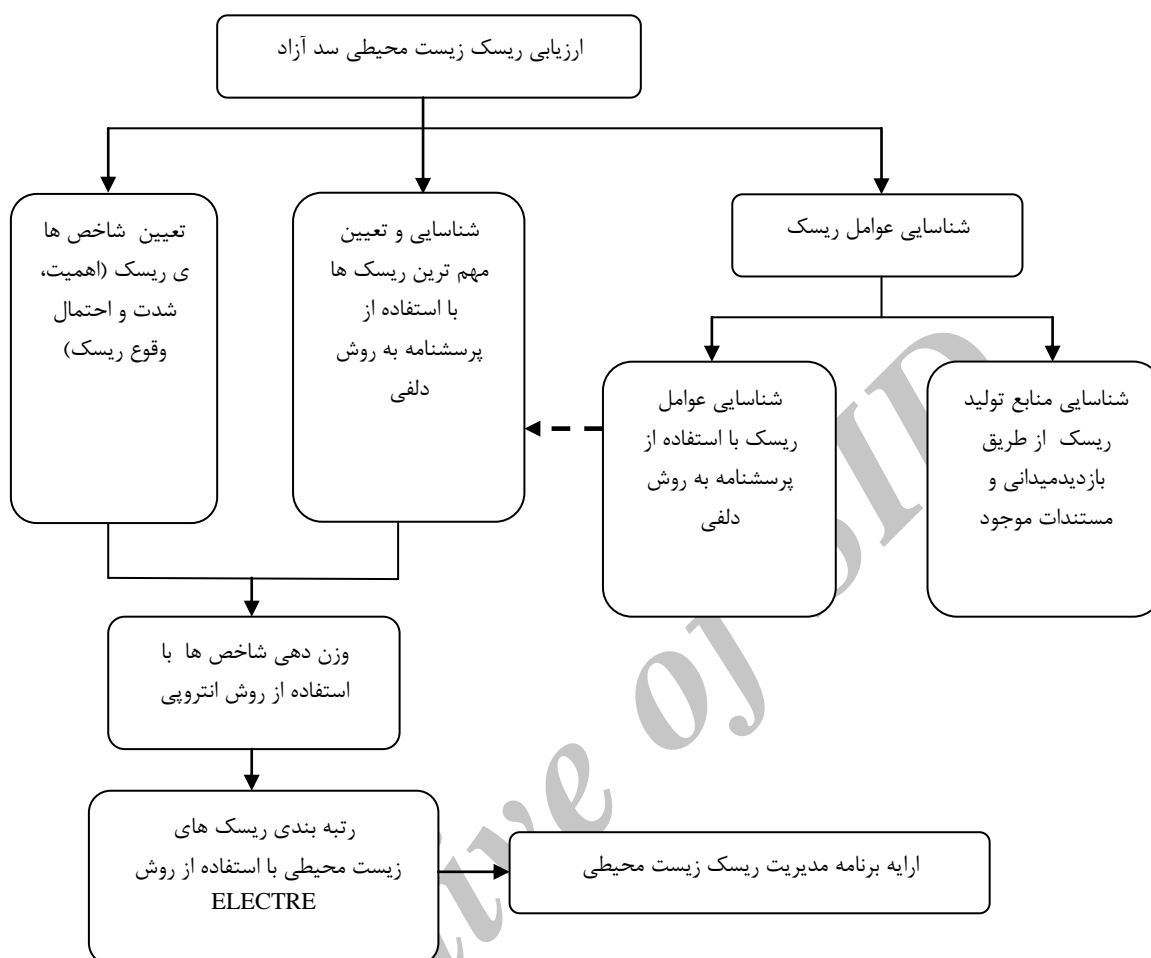 ارزیابی ریسک زیست محیطی سد آزاد
شناسایی عوامل ریسک
شناسایی و تعیین
مهم ترین ریسک ها
با استفاده از
پرسشنامه به روش
دلفی
تعیین شاخص ها
ی ریسک (اهمیت،
شدت و احتمال
وقوع ریسک)
شناسایی منابع تولید
ریسک از طریق
بازدیدمیدانی و
مستندات موجود
شناسایی عوامل
ریسک با استفاده از
پرسشنامه به روش
دلفی
وزن دهی شاخص ها با
استفاده از روش انتروپی
رتبه بندی ریسک های
زیست محیطی با استفاده از روش
ELECTRE
ارایه برنامه مدیریت ریسک زیست محیطی